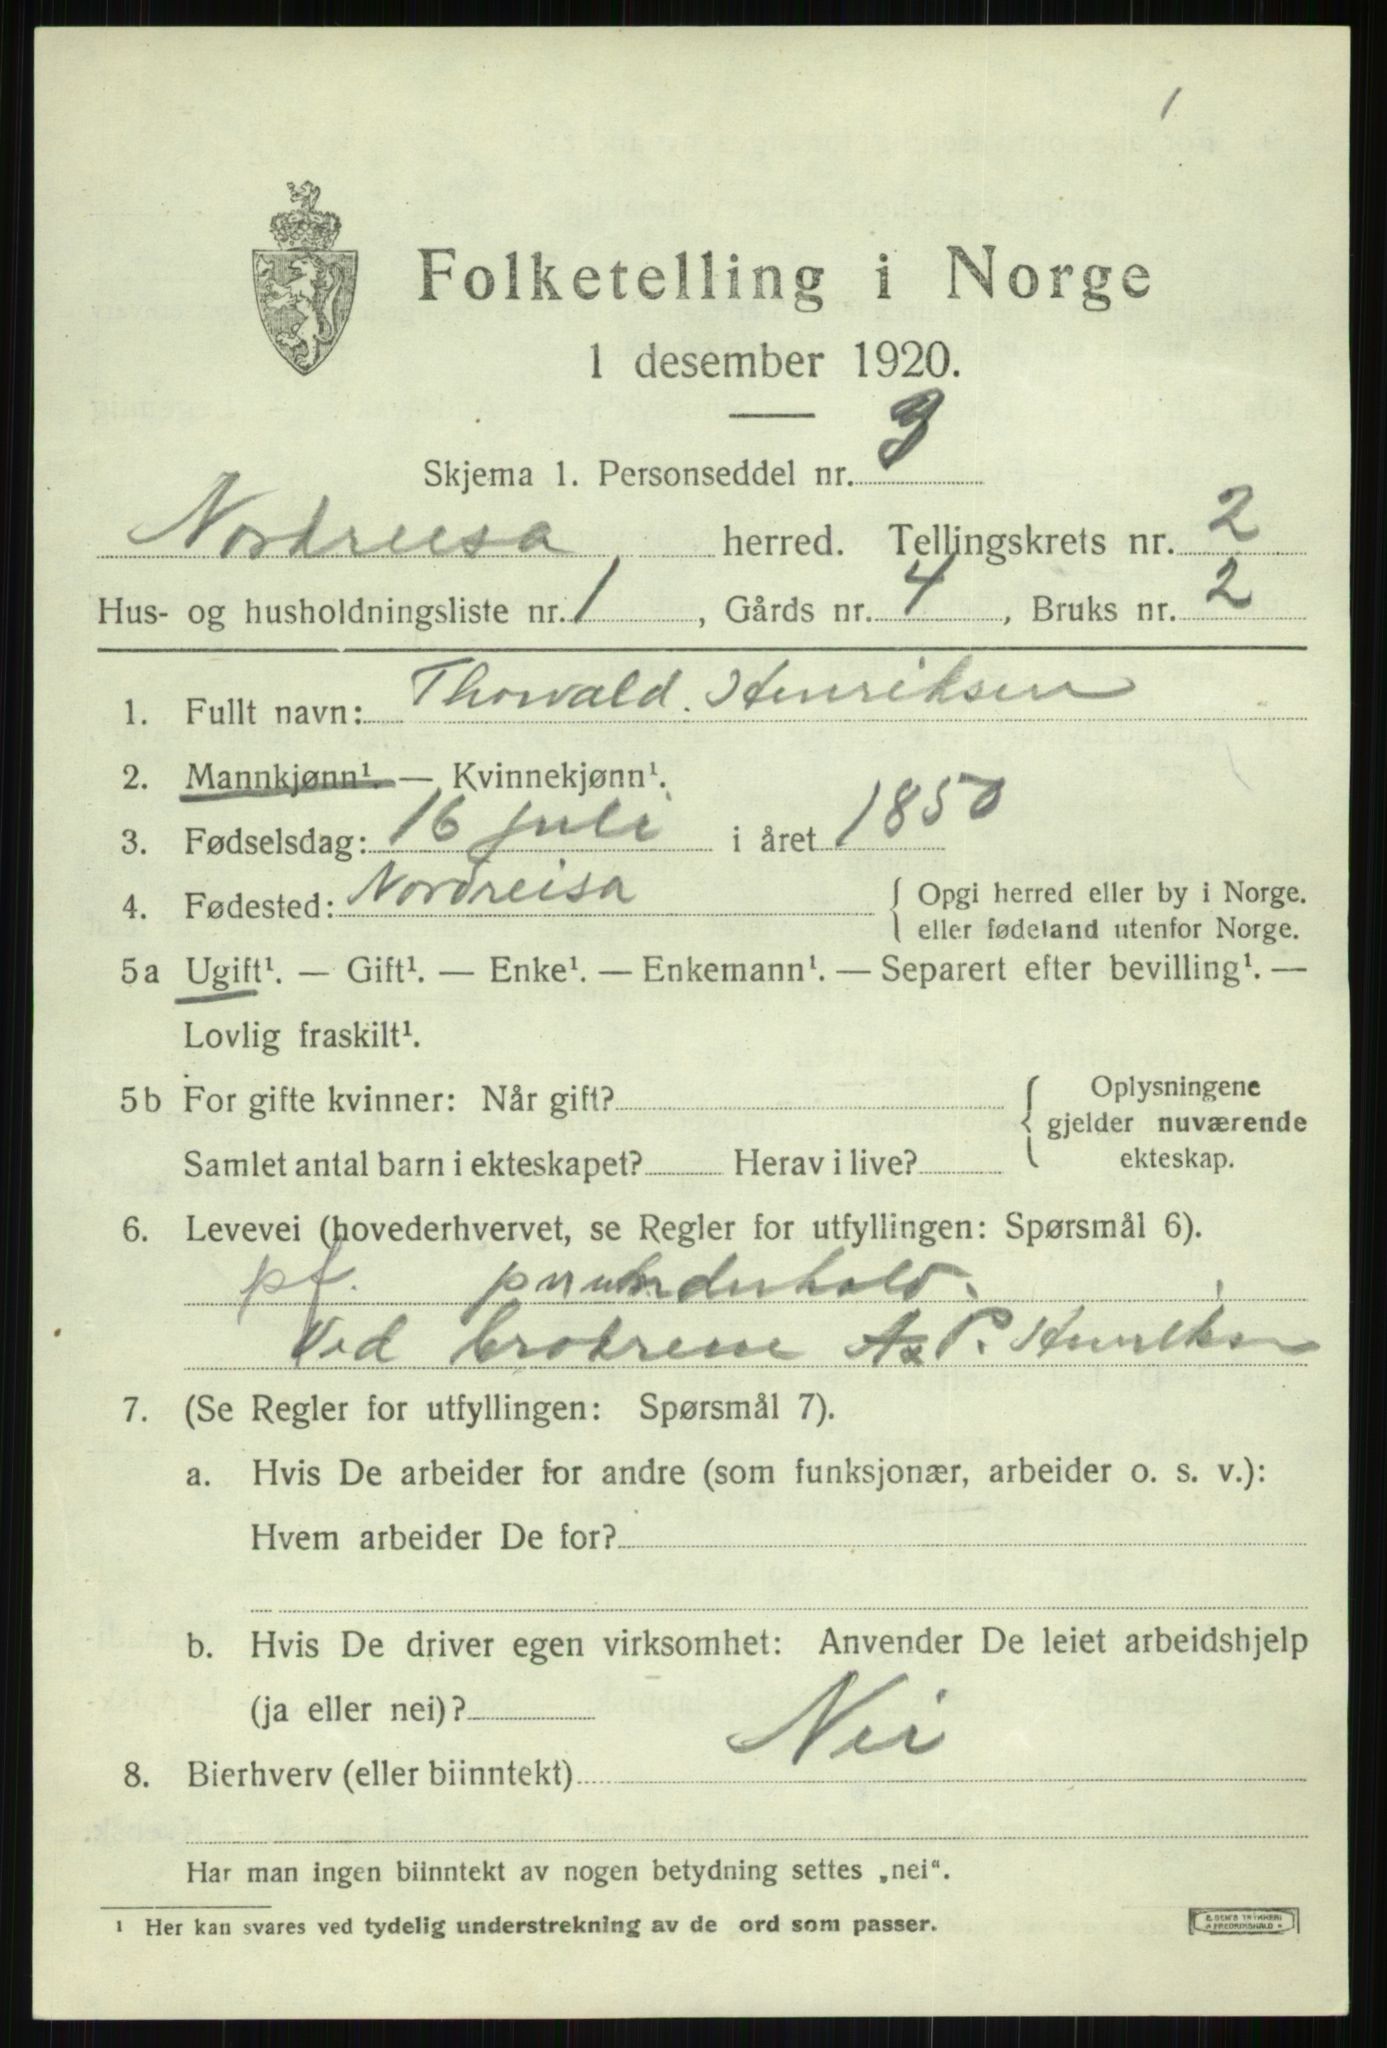 1
Folketelling i Norge
1 desember 1920.
Skjema 1. Personseddel nr. 3
Nordreisa herred. Tellingskrets nr. 2
Hus- og husholdningsliste nr. 1, Gårds nr. 4, Bruks nr. 2
1. Fullt navn: Thorvald. Henriksen
2. Mannkjønn¹. — Kvinnekjønn¹.
3. Fødselsdag: 16 juli i året 1850
4. Fødested: Nordreisa { Opgi herred eller by i Norge.
eller fødeland utenfor Norge.
5a Ugift¹. — Gift¹. — Enke¹. — Enkemann¹. — Separert efter bevilling¹. —
Lovlig fraskilt¹.
5b For gifte kvinner: Når gift? { Oplysningene
gjelder nuværende
Samlet antal barn i ekteskapet? Herav i live? ekteskap.
6. Levevei (hovederhvervet, se Regler for utfyllingen: Spørsmål 6).
pf.
Ved brodrene P. Henriksen
7. (Se Regler for utfyllingen: Spørsmål 7).
a. Hvis De arbeider for andre (som funksjonær, arbeider o. s. v.):
Hvem arbeider De for?
b. Hvis De driver egen virksomhet: Anvender De leiet arbeidshjelp
(ja eller nei)?
8. Bierhverv (eller biinntekt) Nei
Har man ingen biinntekt av nogen betydning settes „nei“.
¹ Her kan svares ved tydelig understrekning av de ord som passer.